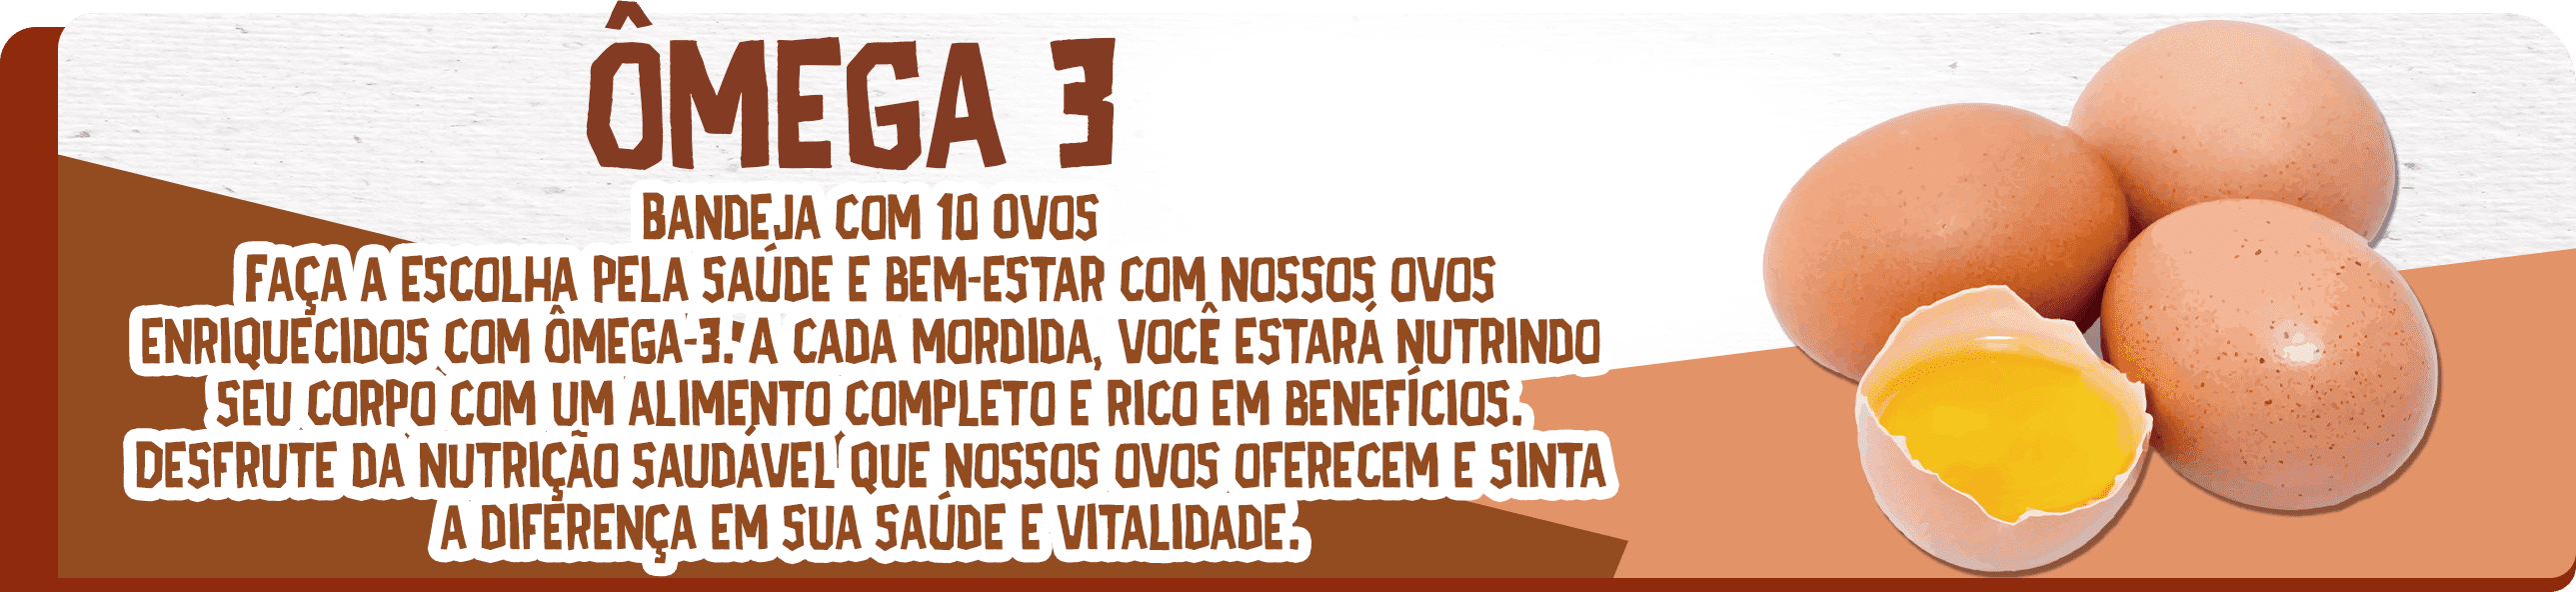 ÔMEGA 3
BANDEJA COM 10 OVOS
FAÇA A ESCOLHA PELA SAÚDE E BEM-ESTAR COM NOSSOS OVOS
ENRIQUECIDOS COM ÔMEGA-3. A CADA MORDIDA, VOCÊ ESTARÁ NUTRINDO
SEU CORPO COM UM ALIMENTO COMPLETO E RICO EM BENEFÍCIOS.
DESFRUTE DA NUTRIÇÃO SAUDÁVEL QUE NOSSOS OVOS OFERECEM E SINTA
A DIFERENÇA EM SUA SAÚDE E VITALIDADE.